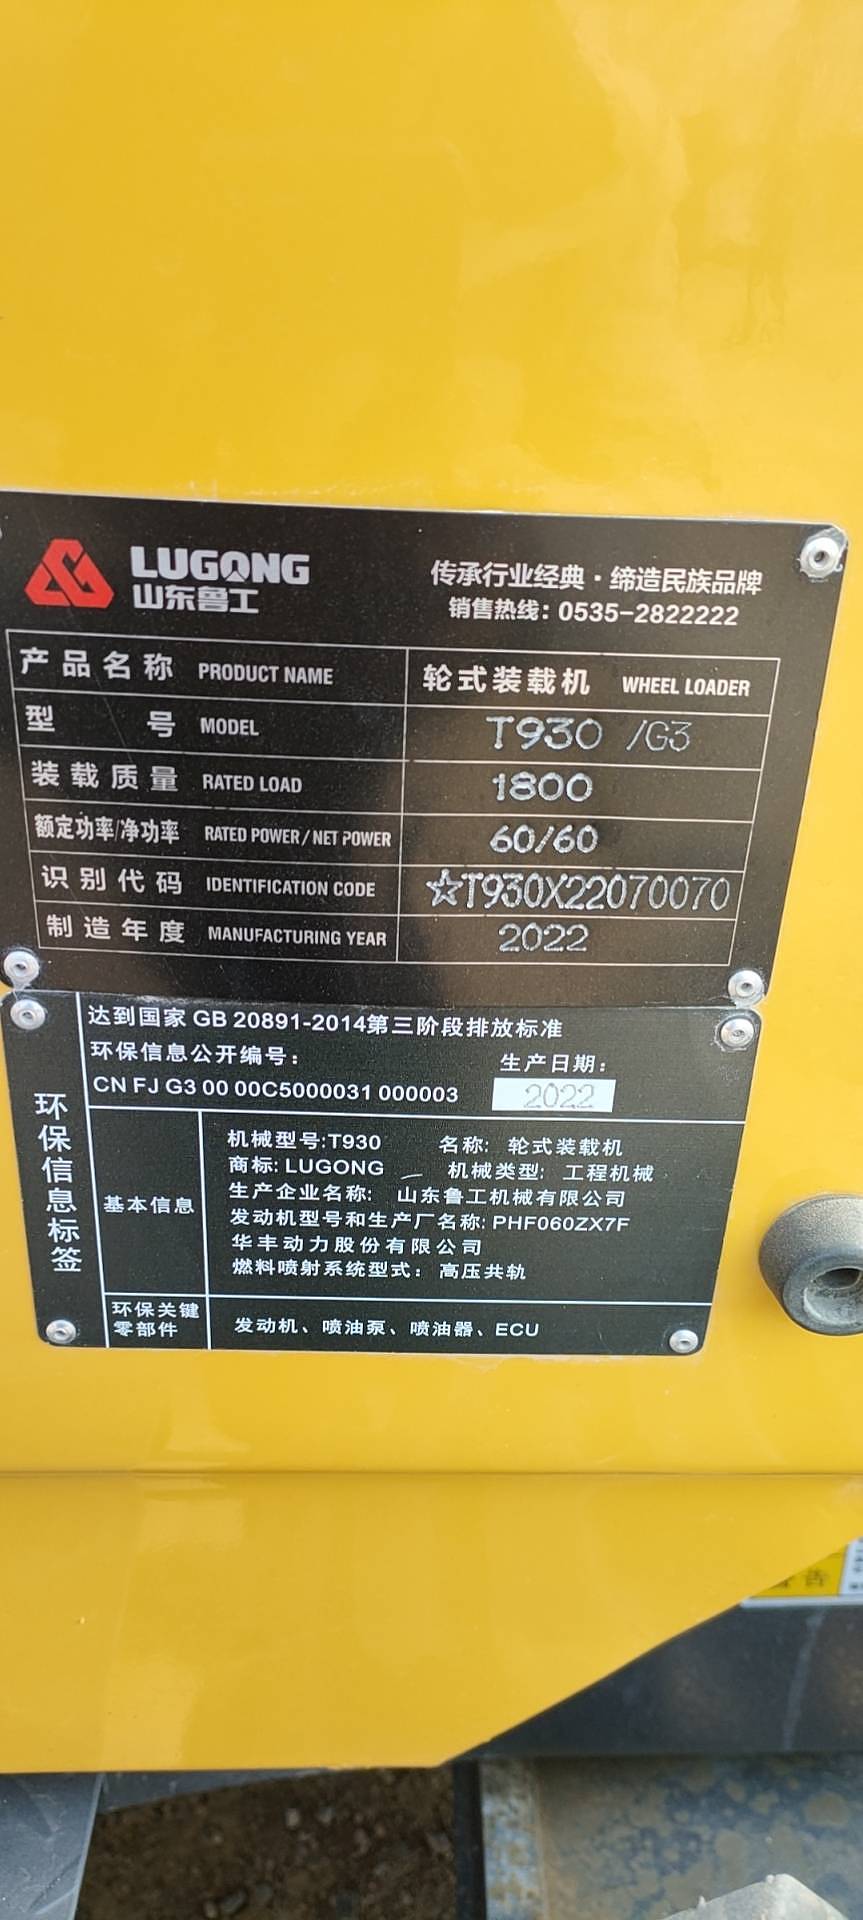 LUGONG
山东鲁工
传承行业经典·缔造民族品牌
销售热线：0535-2822222
产品名称 PRODUCT NAME 轮式装载机 WHEEL LOADER
型号 MODEL T930 /G3
装载质量 RATED LOAD 1800
额定功率/净功率 RATED POWER/NET POWER 60/60
识别代码 IDENTIFICATION CODE ☆T930X22070070
制造年度 MANUFACTURING YEAR 2022
环保信息标签
达到国家 GB 20891-2014第三阶段排放标准
环保信息公开编号：
生产日期：
CN FJ G3 00 00C5000031 000003
2022
基本信息
机械型号:T930 名称: 轮式装载机
商标: LUGONG 机械类型: 工程机械
生产企业名称: 山东鲁工机械有限公司
发动机型号和生产厂名称: PHF060ZX7F
华丰动力股份有限公司
燃料喷射系统型式：高压共轨
环保关键
零部件
发动机、喷油泵、喷油器、ECU
告